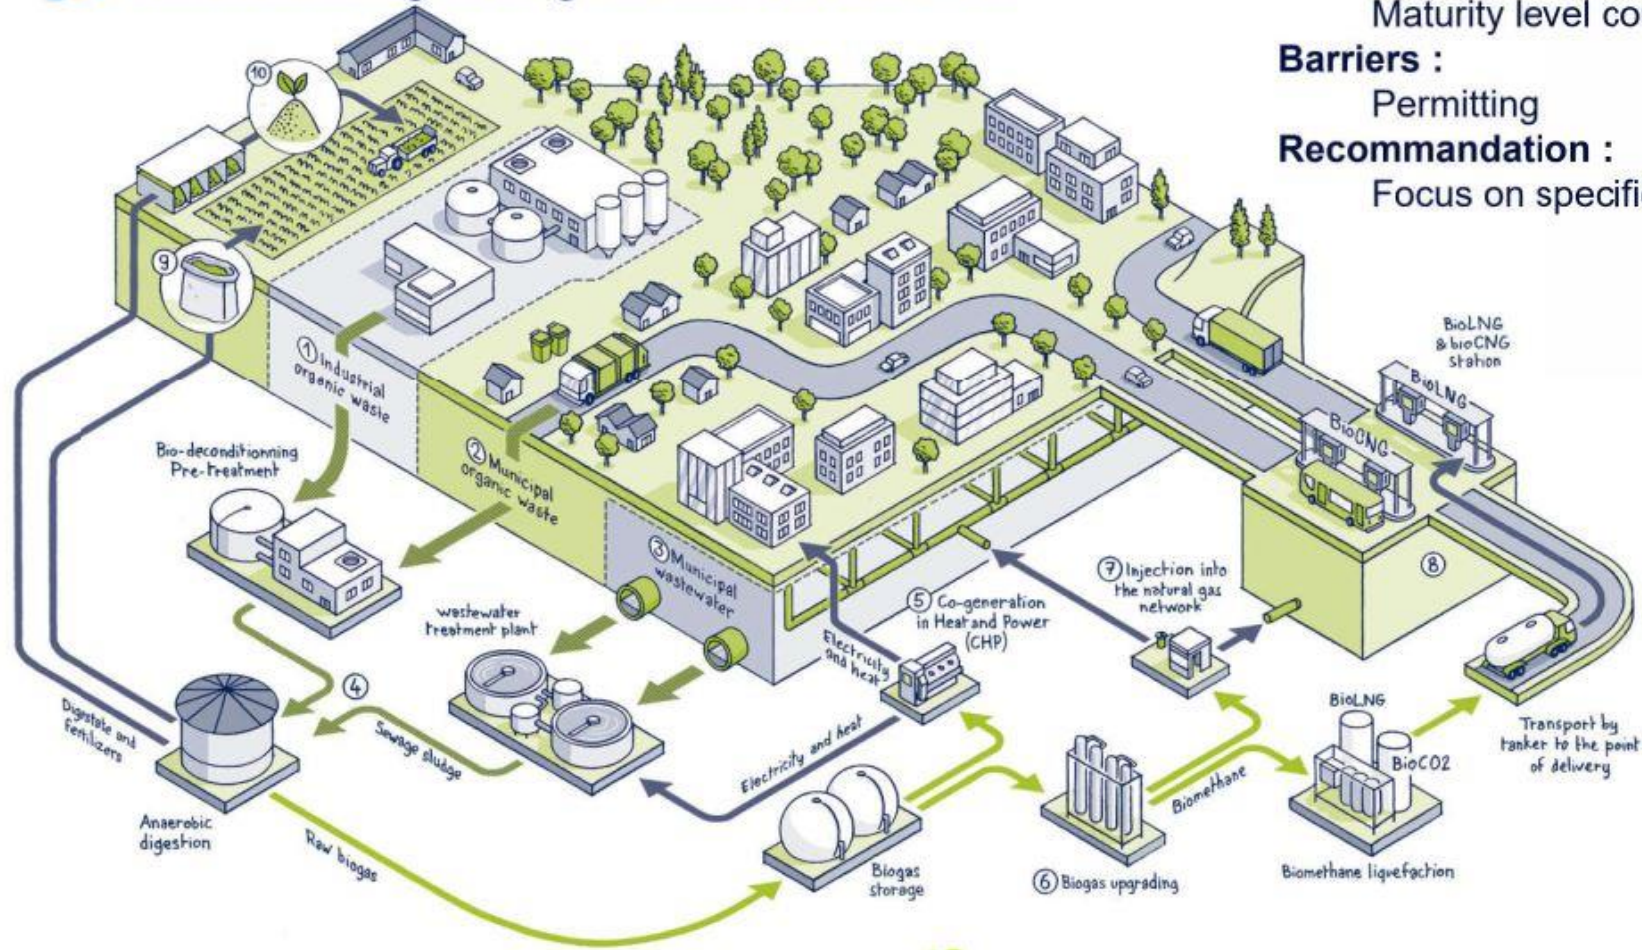 Maturity level co
Barriers :
Permitting
Recommandation :
Focus on specifi
10
9
① Industrial
organic waste
Bio-deconditionning
Pre-treatment
② Municipal
organic waste
③ Municipal
wastewater
wastewater
treatment plant
④
Sewage sludge
Digestate and
fertilizers
Anaerobic
digestion
Raw biogas
Electricity and heat
Electricity
and heat
⑤ Co-generation
in Heat and Power
(CHP)
Biogas
storage
⑥ Biogas upgrading
Biomethane
⑦ Injection into
the natural gas
network
BioLNG
BioCO2
Biomethane liquefaction
Transport by
tanker to the point
of delivery
⑧
BioCNG
BioLNG
BioLNG
& bioCNG
station